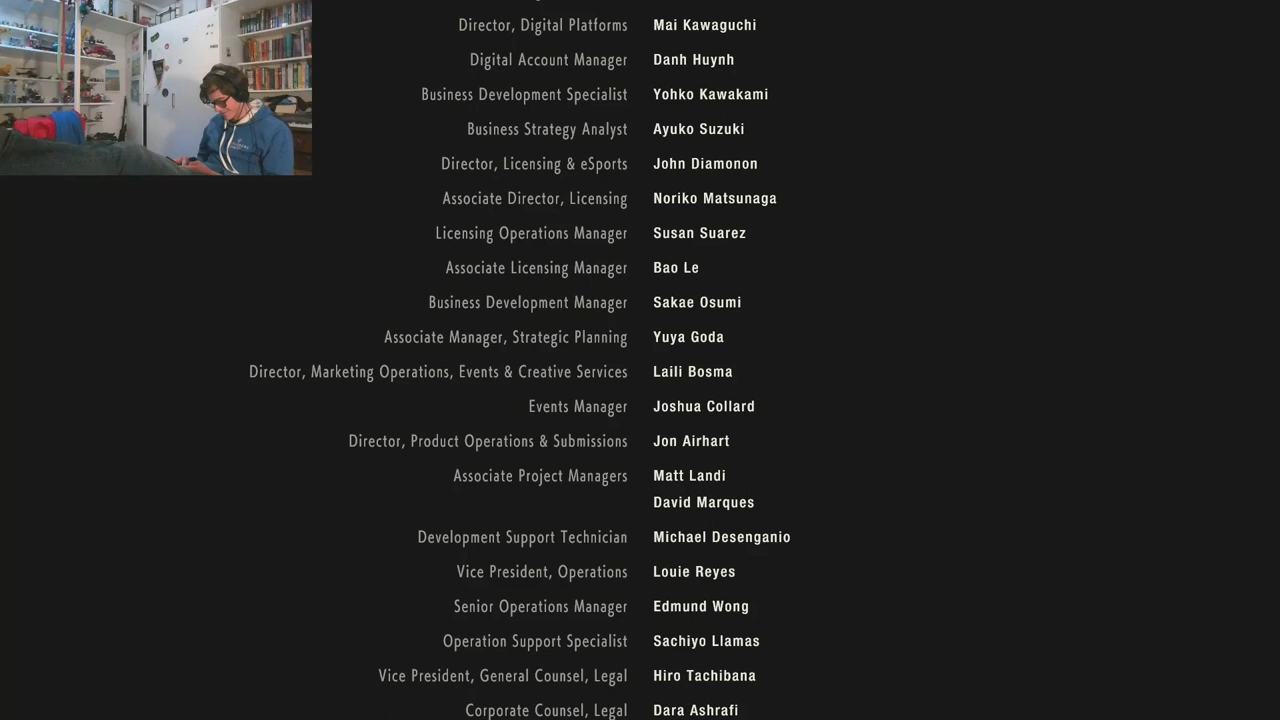 Director, Digital Platforms Mai Kawaguchi
Digital Account Manager Danh Huynh
Business Development Specialist Yohko Kawakami
Business Strategy Analyst Ayuko Suzuki
Director, Licensing & eSports John Diamonon
Associate Director, Licensing Noriko Matsunaga
Licensing Operations Manager Susan Suarez
Associate Licensing Manager Bao Le
Business Development Manager Sakae Osumi
Associate Manager, Strategic Planning Yuya Goda
Director, Marketing Operations, Events & Creative Services Laili Bosma
Events Manager Joshua Collard
Director, Product Operations & Submissions Jon Airhart
Associate Project Managers Matt Landi
David Marques
Development Support Technician Michael Desenganio
Vice President, Operations Louie Reyes
Senior Operations Manager Edmund Wong
Operation Support Specialist Sachiyo Llamas
Vice President, General Counsel, Legal Hiro Tachibana
Corporate Counsel, Legal Dara Ashrafi